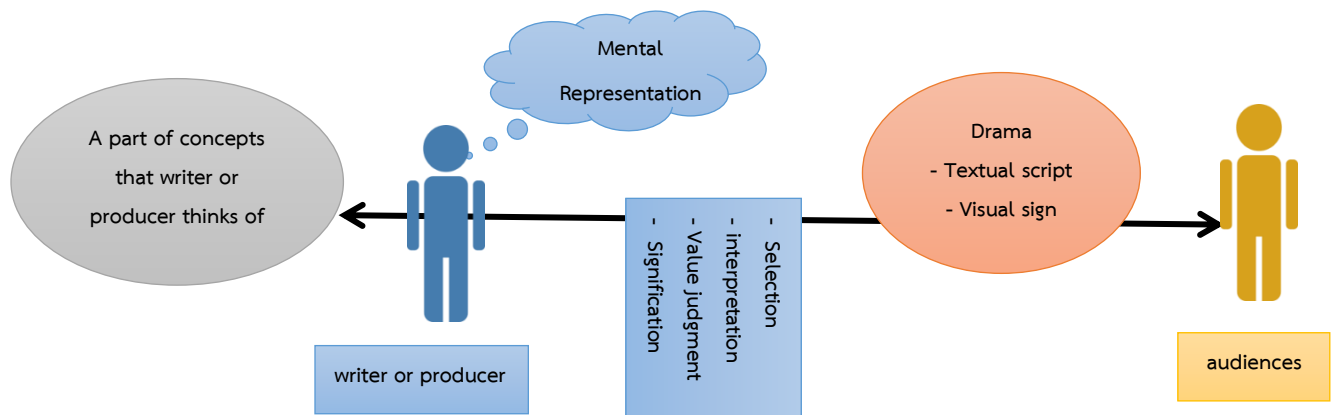 Mental
Representation
A part of concepts
that writer or
producer thinks of
Drama
- Textual script
- Visual sign
- Selection
- interpretation
- Value judgment
- Signification
writer or producer
audiences